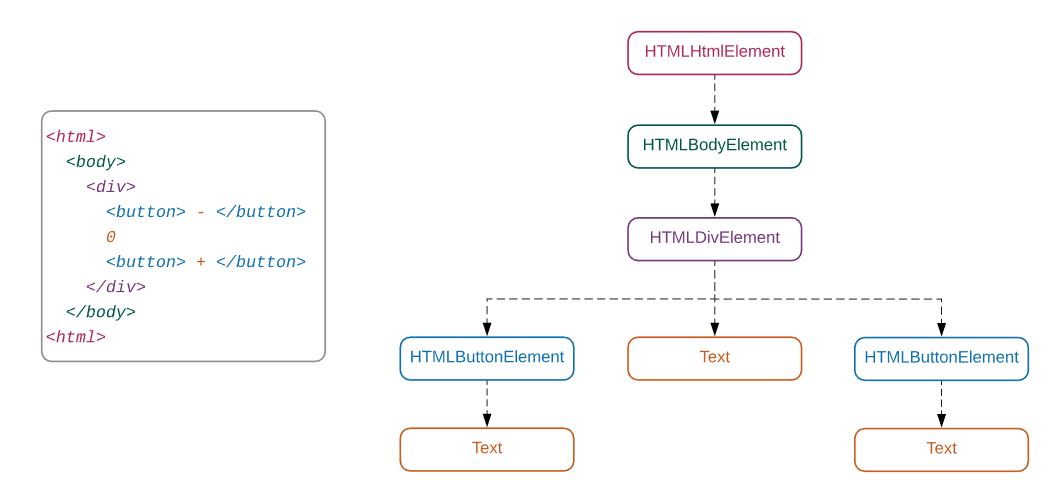 <html>
<body>
<div>
<button> - </button>
0
<button> + </button>
</div>
</body>
<html>
HTMLHtmlElement
HTMLBodyElement
HTMLDivElement
HTMLButtonElement
Text
HTMLButtonElement
Text
Text